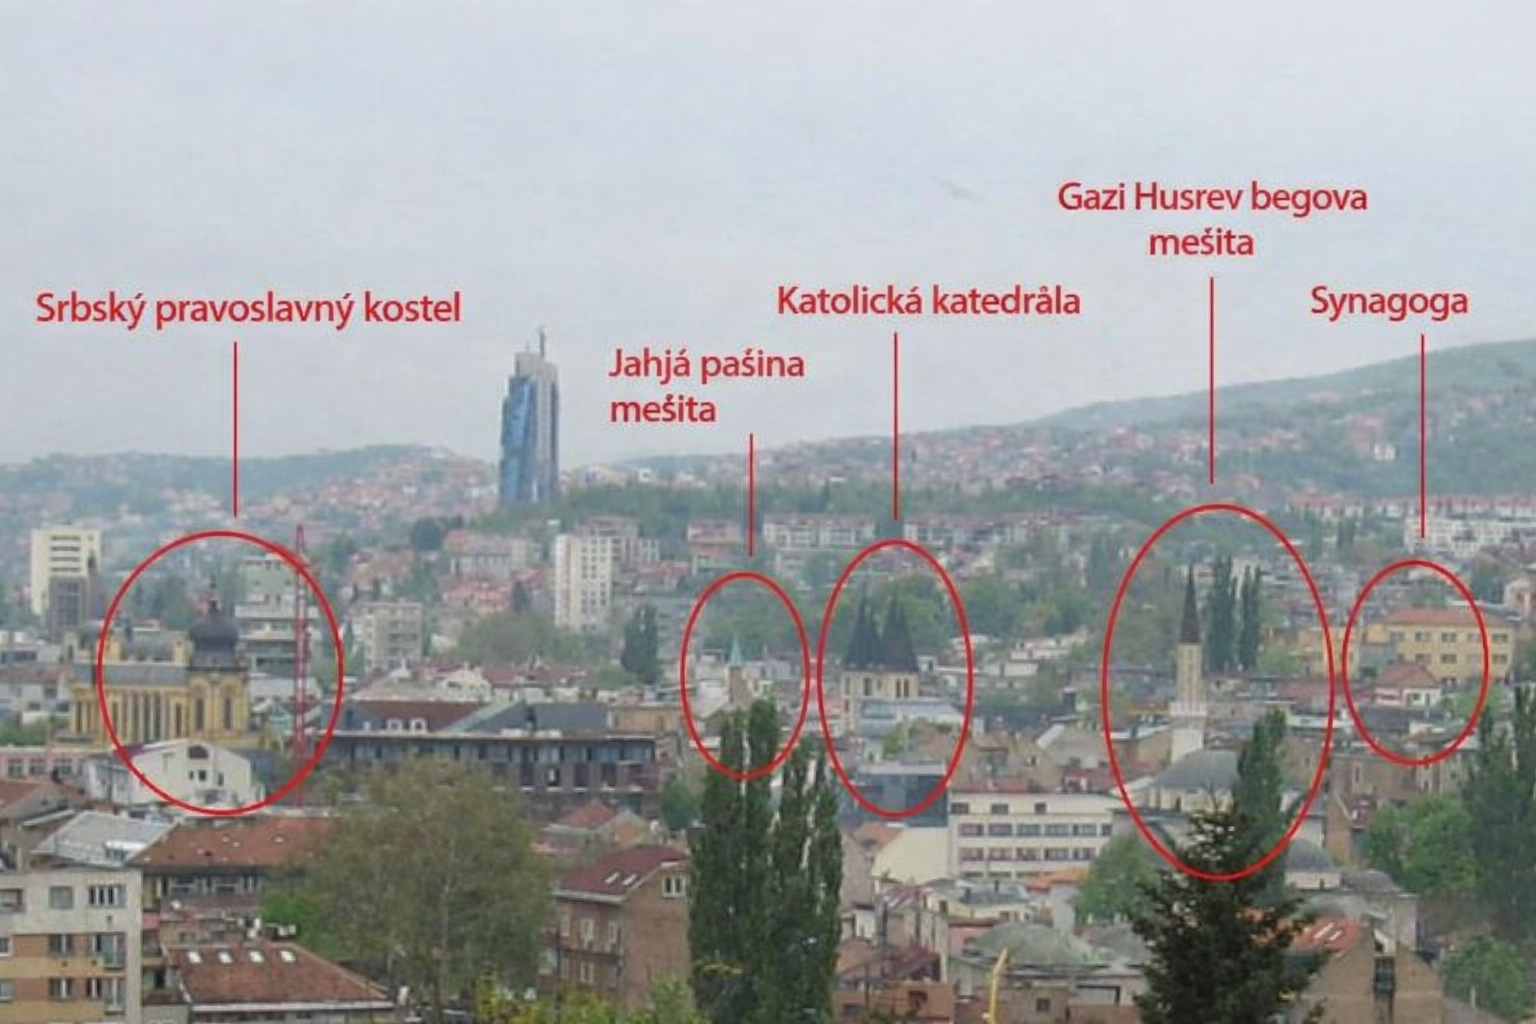 Gazi Husrev begova
mešita
Srbský pravoslavný kostel
Katolická katedråla
Synagoga
Jahjá pašina
mešita